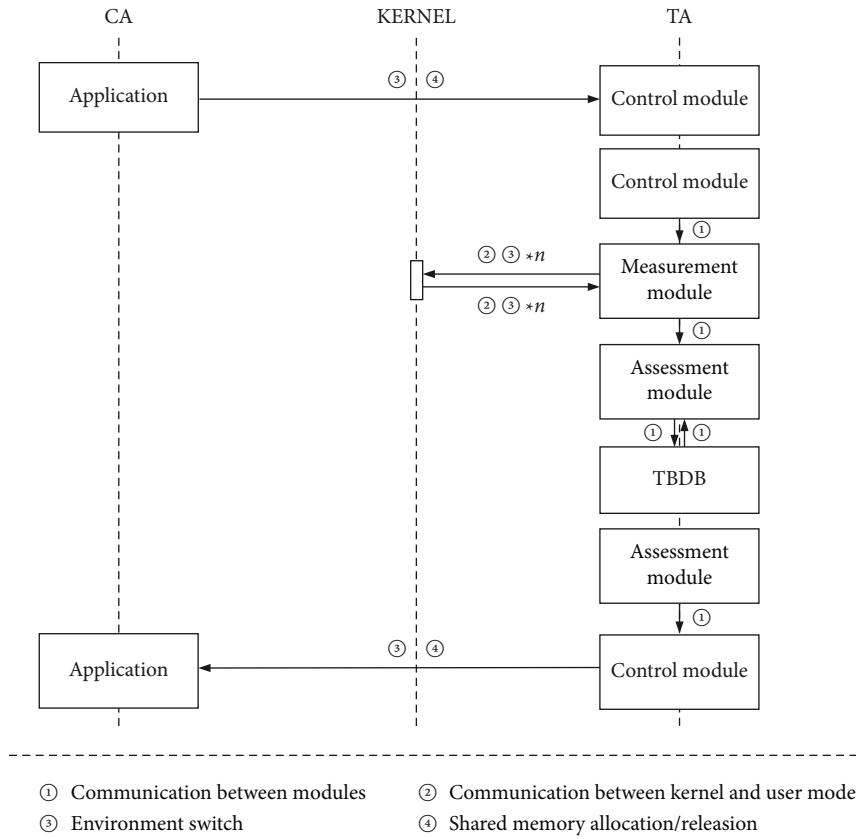 CA KERNEL TA
Application
③ ④
Control module
Control module
①
② ③ *n
Measurement
module
② ③ *n
①
Assessment
module
① ①
TBDB
Assessment
module
①
Application
③ ④
Control module
① Communication between modules
② Communication between kernel and user mode
③ Environment switch
④ Shared memory allocation/releasion